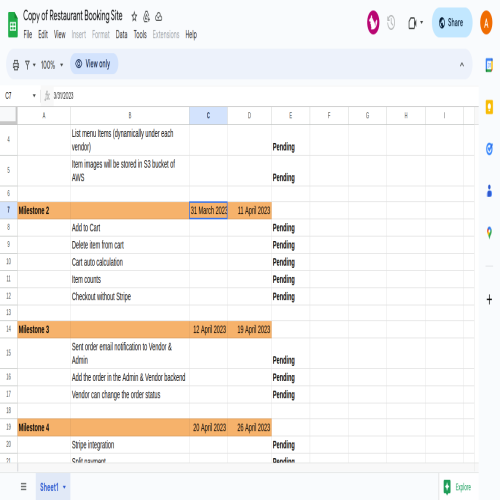 Copy of Restaurant Booking Site
File Edit View Insert Format Data Tools Extensions Help
Share
A
100% View only
C7 fx 3/31/2023
A B C D E F G H I
4 List menu Items (dynamically under each
vendor) Pending
5 Item images will be stored in S3 bucket of
AWS Pending
6
7 Milestone 2 31 March 2023 11 April 2023
8 Add to Cart Pending
9 Delete item from cart Pending
10 Cart auto calculation Pending
11 Item counts Pending
12 Checkout without Stripe Pending
13
14 Milestone 3 12 April 2023 19 April 2023
15 Sent order email notification to Vendor &
Admin Pending
16 Add the order in the Admin & Vendor backend Pending
17 Vendor can change the order status Pending
18
19 Milestone 4 20 April 2023 26 April 2023
20 Stripe integration Pending
21 Split payment Pending
Sheet1 Explore